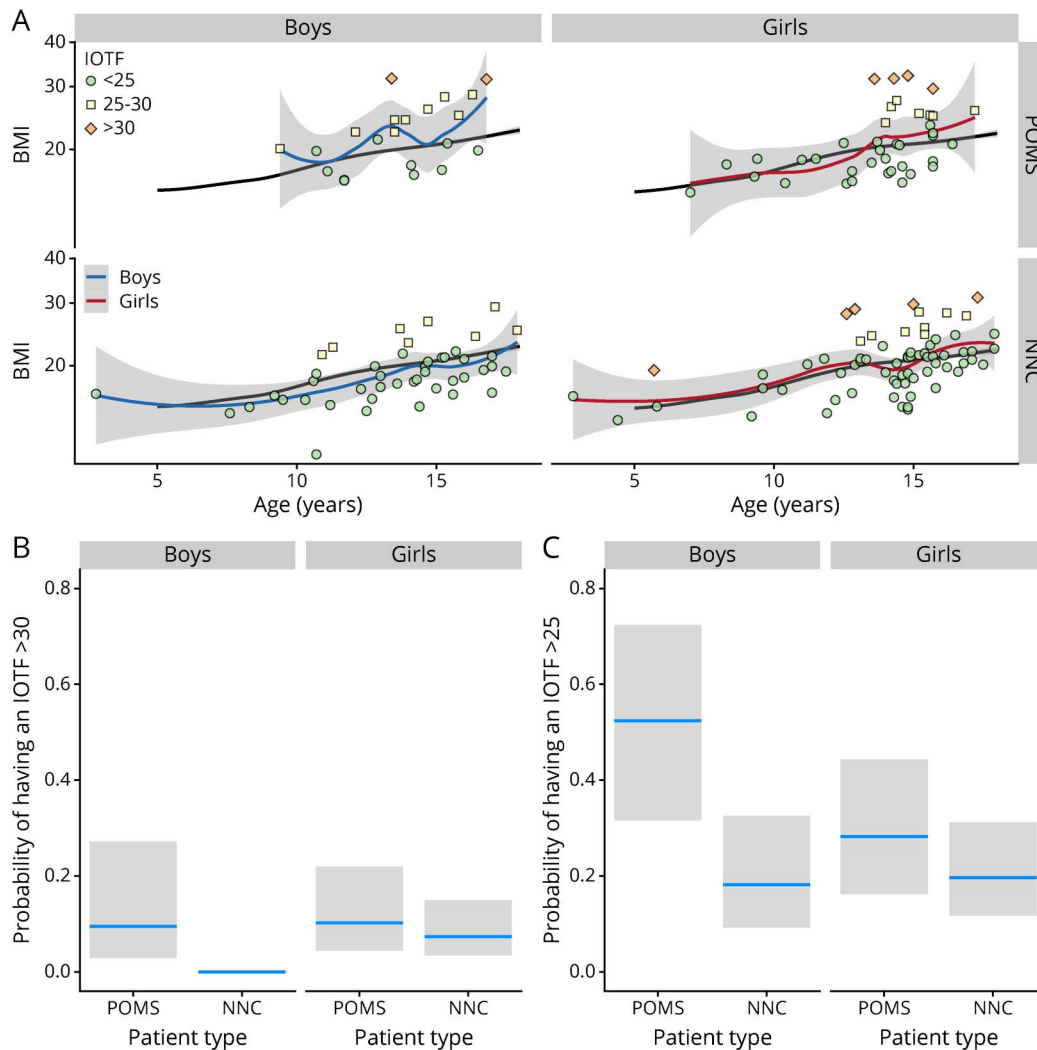 A
Boys
Girls
IOTF
<25
25-30
>30
BMI
40
30
20
POMS
Boys
Girls
BMI
40
30
20
NNC
5
10
15
5
10
15
Age (years)
Age (years)
B
Boys
Girls
Probability of having an IOTF >30
0.8
0.6
0.4
0.2
0.0
POMS
NNC
POMS
NNC
Patient type
Patient type
C
Boys
Girls
Probability of having an IOTF >25
0.8
0.6
0.4
0.2
0.0
POMS
NNC
POMS
NNC
Patient type
Patient type